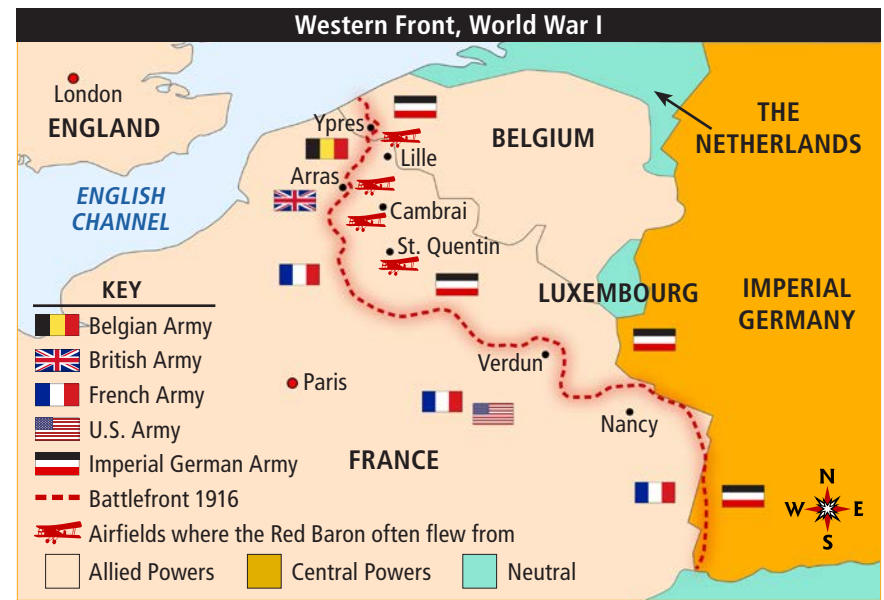 Western Front, World War I
London
ENGLAND
THE
NETHERLANDS
Ypres
BELGIUM
Lille
Arras
ENGLISH
CHANNEL
Cambrai
St. Quentin
LUXEMBOURG
IMPERIAL
GERMANY
Verdun
Paris
Nancy
FRANCE
KEY
Belgian Army
British Army
French Army
U.S. Army
Imperial German Army
Battlefront 1916
Airfields where the Red Baron often flew from
Allied Powers
Central Powers
Neutral
N
W
E
S